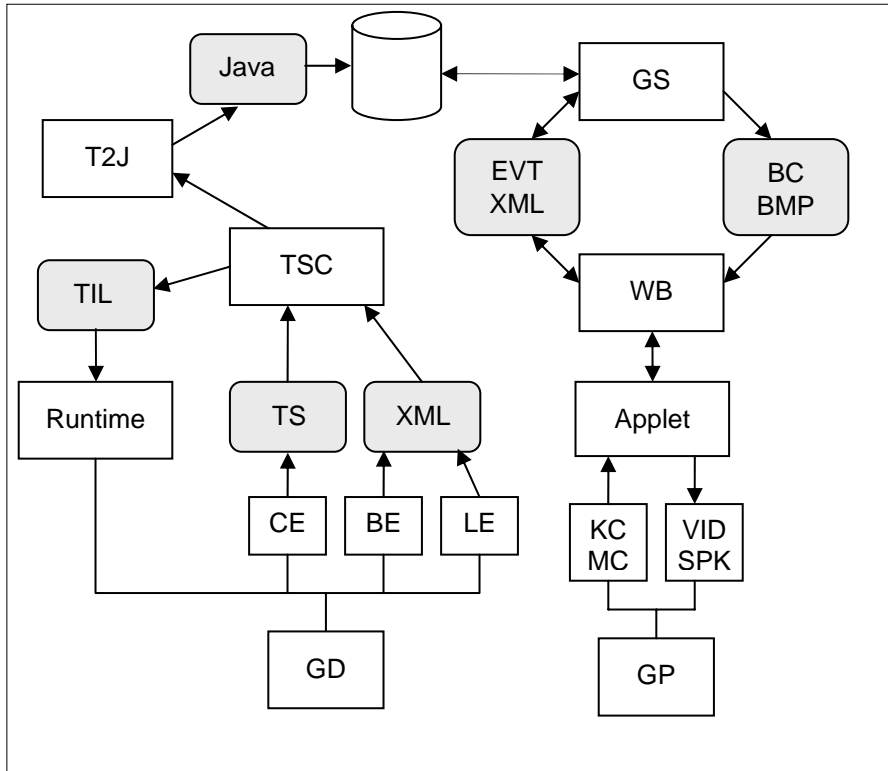 Java
GS
T2J
EVT
XML
BC
BMP
TSC
WB
TIL
Runtime
TS
XML
Applet
CE
BE
LE
KC
MC
VID
SPK
GD
GP